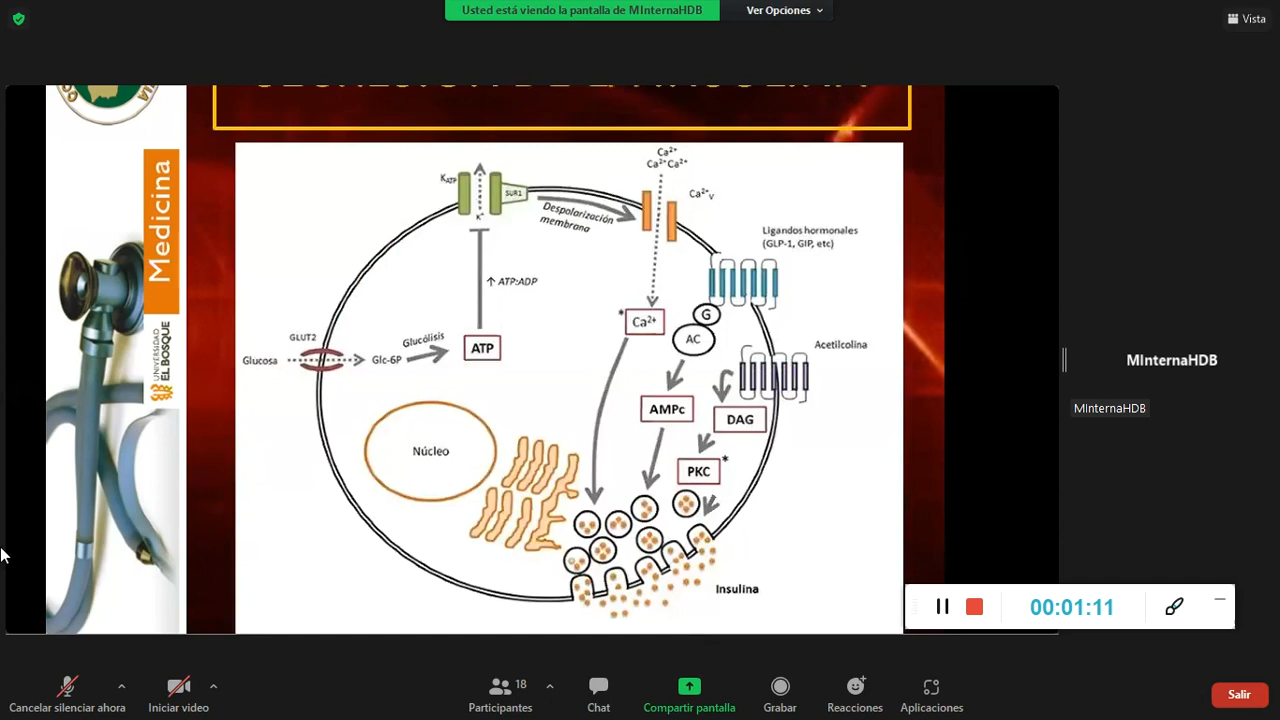 Usted está viendo la pantalla de MInternaHDB
Ver Opciones
Vista
Medicina
UNIVERSIDAD
EL BOSQUE
Ca²⁺
Ca²⁺Ca²⁺
K_ATP
SUR1
K⁺
Despolarización
membrana
Ca²⁺v
Ligandos hormonales
(GLP-1, GIP, etc)
↑ ATP:ADP
GLUT2
Glucosa
Glc-6P
Glucólisis
ATP
* Ca²⁺
G
AC
Acetilcolina
AMPc
DAG
Núcleo
PKC *
Insulina
MInternaHDB
MInternaHDB
00:01:11
Cancelar silenciar ahora
Iniciar video
18
Participantes
Chat
Compartir pantalla
Grabar
Reacciones
Aplicaciones
Salir